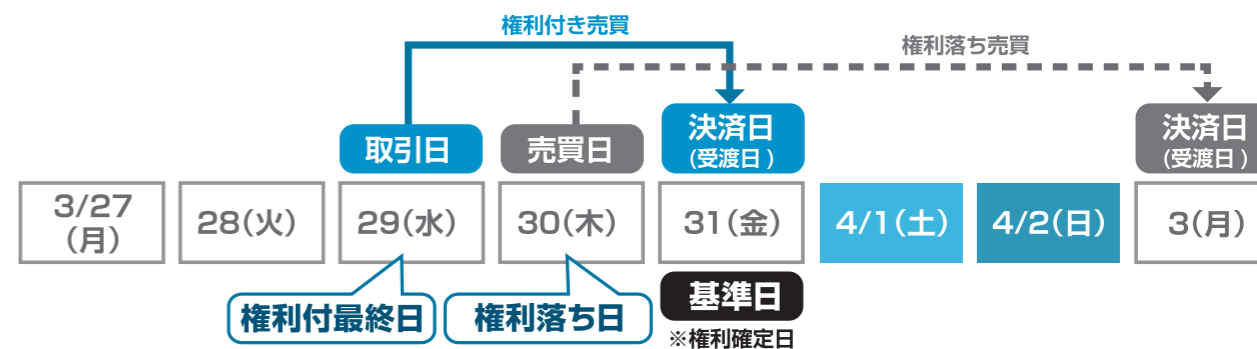 権利付き売買
権利落ち売買
取引日
売買日
決済日
(受渡日)
決済日
(受渡日)
3/27
(月)
28(火)
29(水)
30(木)
31(金)
4/1(土)
4/2(日)
3(月)
権利付最終日
権利落ち日
基準日
※権利確定日